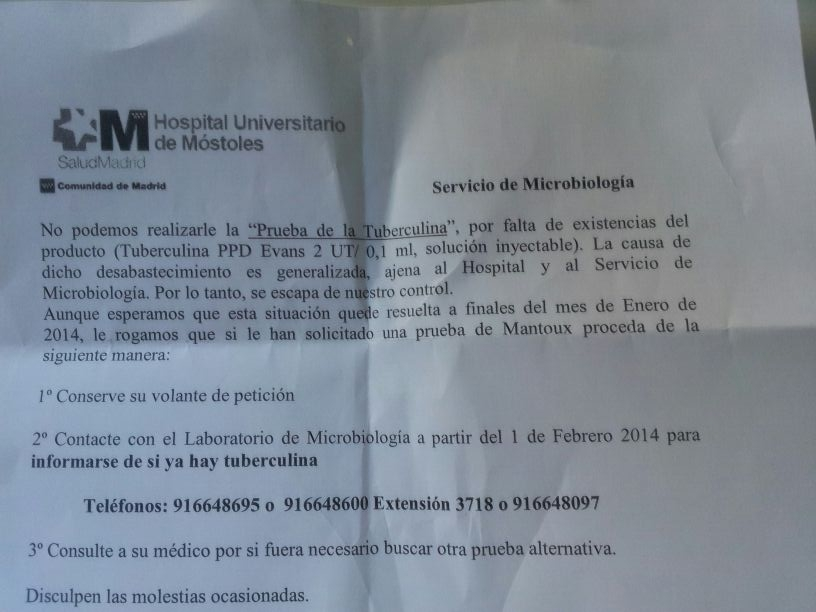 Hospital Universitario
de Móstoles
SaludMadrid
Comunidad de Madrid
Servicio de Microbiología
No podemos realizarle la “Prueba de la Tuberculina”, por falta de existencias del
producto (Tuberculina PPD Evans 2 UT/ 0,1 ml, solución inyectable). La causa de
dicho desabastecimiento es generalizada, ajena al Hospital y al Servicio de
Microbiología. Por lo tanto, se escapa de nuestro control.
Aunque esperamos que esta situación quede resuelta a finales del mes de Enero de
2014, le rogamos que si le han solicitado una prueba de Mantoux proceda de la
siguiente manera:
1º Conserve su volante de petición
2º Contacte con el Laboratorio de Microbiología a partir del 1 de Febrero 2014 para
informarse de si ya hay tuberculina
Teléfonos: 916648695 o 916648600 Extensión 3718 o 916648097
3º Consulte a su médico por si fuera necesario buscar otra prueba alternativa.
Disculpen las molestias ocasionadas.